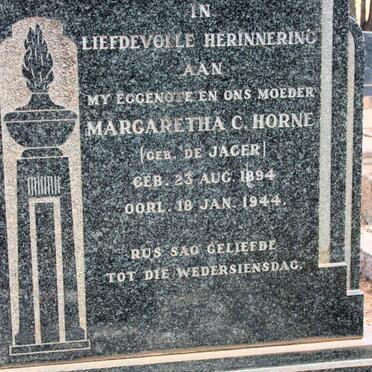 IN
LIEFDEVOLLE HERINNERING
AAN
MY EGGENOTE EN ONS MOEDER
MARGARETHA C. HORNE
(GEB. DE JAGER)
GEB. 23 AUG. 1894
OORL. 18 JAN. 1944.
RUS SAG GELIEFDE
TOT DIE WEDERSIENSDAG.